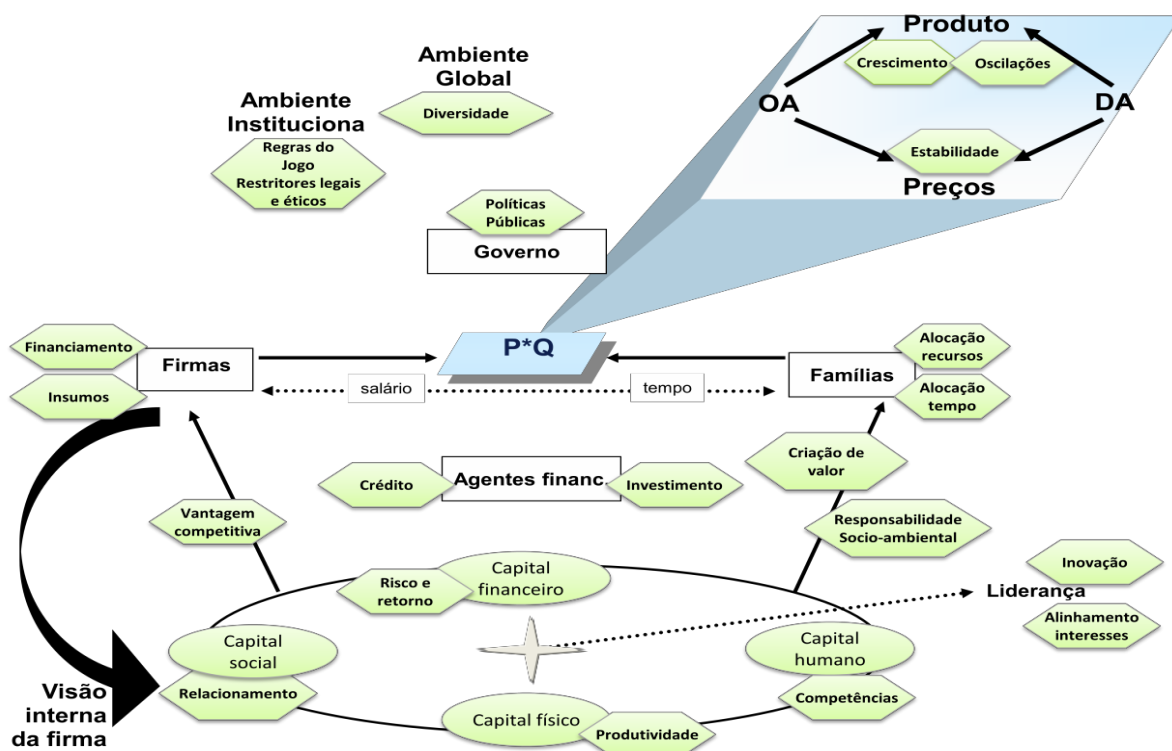 Produto
Crescimento
Oscilações
OA
DA
Estabilidade
Preços
Ambiente
Global
Diversidade
Ambiente
Instituciona
Regras do
Jogo
Restritores legais
e éticos
Políticas
Públicas
Governo
P*Q
Financiamento
Firmas
Insumos
salário
tempo
Famílias
Alocação
recursos
Alocação
tempo
Crédito
Agentes financ.
Investimento
Criação de
valor
Vantagem
competitiva
Responsabilidade
Socio-ambiental
Risco e
retorno
Capital
financeiro
Inovação
Liderança
Alinhamento
interesses
Capital
social
Relacionamento
Capital
humano
Competências
Visão
interna
da firma
Capital físico
Produtividade